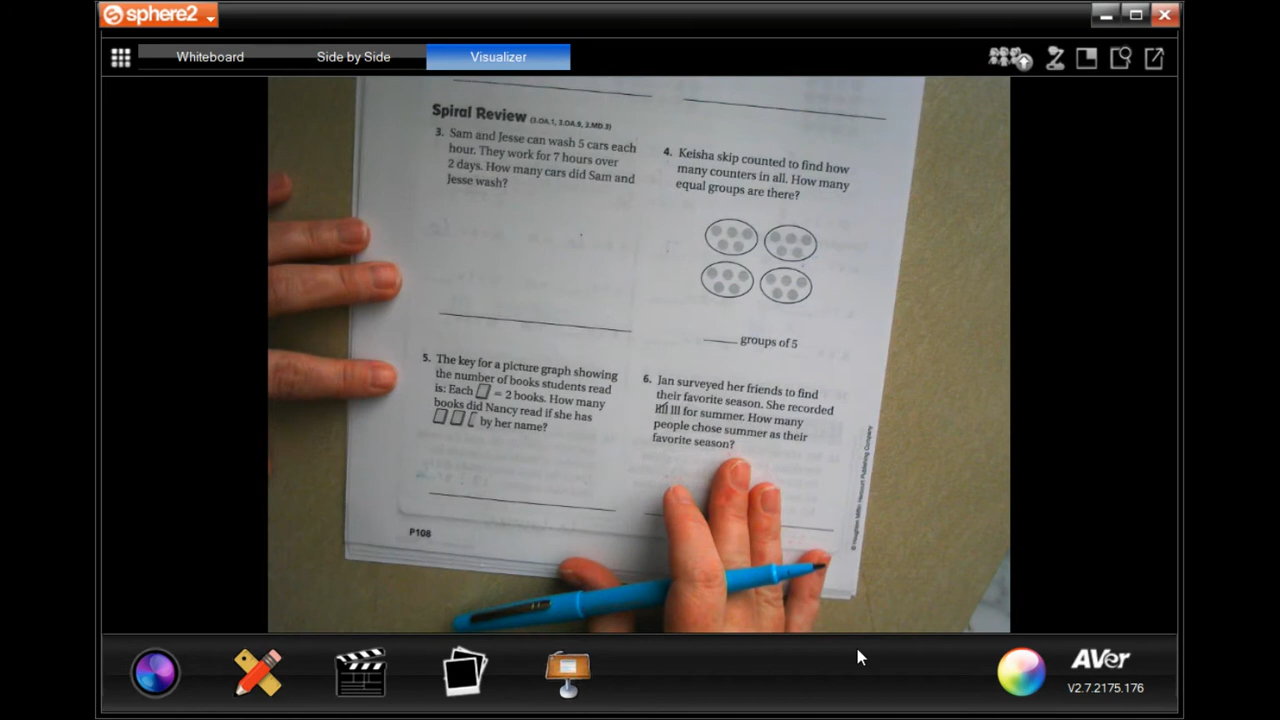 sphere2
Whiteboard
Side by Side
Visualizer
Spiral Review (3.OA.1, 3.OA.9, 2.MD.3)
3. Sam and Jesse can wash 5 cars each
hour. They work for 7 hours over
2 days. How many cars did Sam and
Jesse wash?
4. Keisha skip counted to find how
many counters in all. How many
equal groups are there?
groups of 5
5. The key for a picture graph showing
the number of books students read
is: Each = 2 books. How many
books did Nancy read if she has
by her name?
6. Jan surveyed her friends to find
their favorite season. She recorded
for summer. How many
people chose summer as their
favorite season?
P108
© Houghton Mifflin Harcourt Publishing Company
AVer
V2.7.2175.176